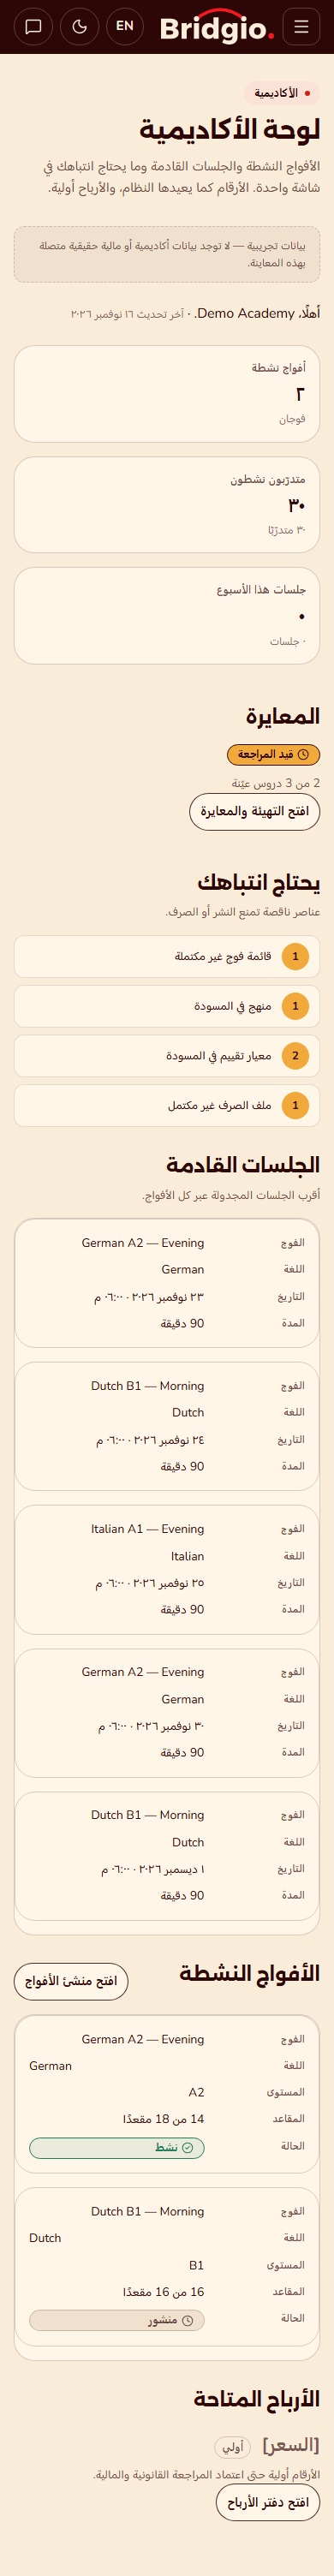 Bridgio.
EN
الأكاديمية
لوحة الأكاديمية
الأفواج النشطة والجلسات القادمة وما يحتاج انتباهك في
شاشة واحدة. الأرقام كما يعيدها النظام، والأرباح أولية.
بيانات تجريبية — لا توجد بيانات أكاديمية أو مالية حقيقية متصلة
بهذه المعاينة.
أهلًا، Demo Academy. · آخر تحديث ١٦ نوفمبر ٢٠٢٦
أفواج نشطة
٢
فوجان
متدرّبون نشطون
٣٠
٣٠ متدرّبًا
جلسات هذا الأسبوع
٠
٠ جلسات
المعايرة
قيد المراجعة
2 من 3 دروس عيّنة
افتح التهيئة والمعايرة
يحتاج انتباهك
عناصر ناقصة تمنع النشر أو الصرف.
1 قائمة فوج غير مكتملة
1 منهج في المسودة
2 معيار تقييم في المسودة
1 ملف الصرف غير مكتمل
الجلسات القادمة
أقرب الجلسات المجدولة عبر كل الأفواج.
الفوج German A2 — Evening
اللغة German
التاريخ ٢٣ نوفمبر ٢٠٢٦ · ٠٦:٠٠ م
المدة 90 دقيقة
الفوج Dutch B1 — Morning
اللغة Dutch
التاريخ ٢٤ نوفمبر ٢٠٢٦ · ٠٦:٠٠ م
المدة 90 دقيقة
الفوج Italian A1 — Evening
اللغة Italian
التاريخ ٢٥ نوفمبر ٢٠٢٦ · ٠٦:٠٠ م
المدة 90 دقيقة
الفوج German A2 — Evening
اللغة German
التاريخ ٣٠ نوفمبر ٢٠٢٦ · ٠٦:٠٠ م
المدة 90 دقيقة
الفوج Dutch B1 — Morning
اللغة Dutch
التاريخ ١ ديسمبر ٢٠٢٦ · ٠٦:٠٠ م
المدة 90 دقيقة
الأفواج النشطة
افتح منشئ الأفواج
الفوج German A2 — Evening
اللغة German
المستوى A2
المقاعد 14 من 18 مقعدًا
الحالة نشط
الفوج Dutch B1 — Morning
اللغة Dutch
المستوى B1
المقاعد 16 من 16 مقعدًا
الحالة منشور
الأرباح المتاحة
[السعر] أولي
الأرقام أولية حتى اعتماد المراجعة القانونية والمالية.
افتح دفتر الأرباح